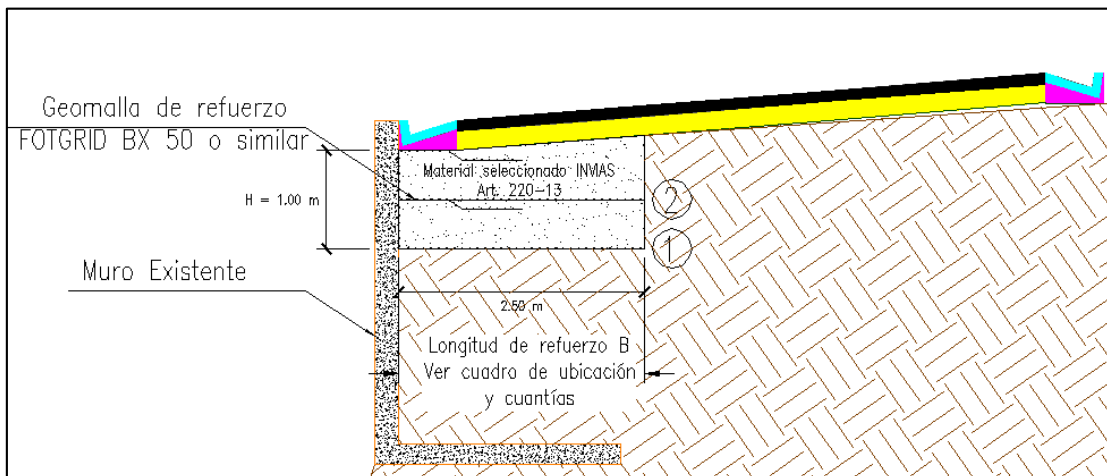 Geomalla de refuerzo
FOTGRID BX 50 o similar
Material seleccionado INVIAS
Art. 220-13
H = 1.00 m
2
1
Muro Existente
2.50 m
Longitud de refuerzo B
Ver cuadro de ubicación
y cuantías